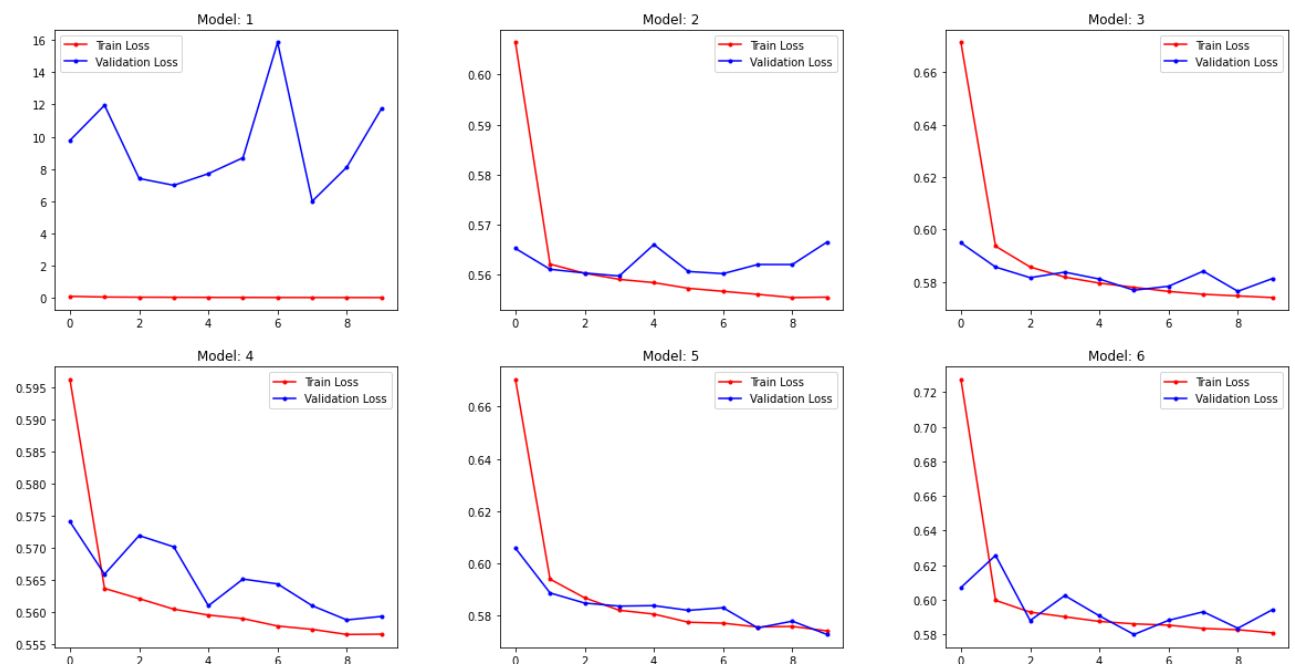 Model: 1
16
14
12
10
8
6
4
2
0
0 2 4 6 8
Train Loss
Validation Loss
Model: 2
0.60
0.59
0.58
0.57
0.56
0 2 4 6 8
Train Loss
Validation Loss
Model: 3
0.66
0.64
0.62
0.60
0.58
0 2 4 6 8
Train Loss
Validation Loss
Model: 4
0.595
0.590
0.585
0.580
0.575
0.570
0.565
0.560
0.555
0 2 4 6 8
Train Loss
Validation Loss
Model: 5
0.66
0.64
0.62
0.60
0.58
0 2 4 6 8
Train Loss
Validation Loss
Model: 6
0.72
0.70
0.68
0.66
0.64
0.62
0.60
0.58
0 2 4 6 8
Train Loss
Validation Loss